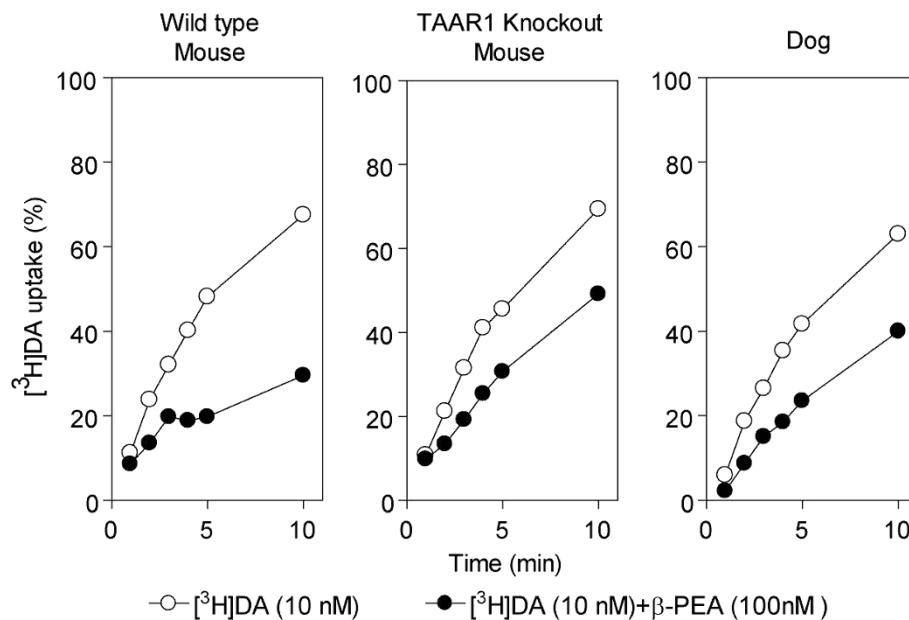 Wild type
Mouse
TAAR1 Knockout
Mouse
Dog
[³H]DA uptake (%)
100
80
60
40
20
0
0 5 10
100
80
60
40
20
0
0 5 10
100
80
60
40
20
0
0 5 10
Time (min)
[³H]DA (10 nM)
[³H]DA (10 nM)+β-PEA (100nM )